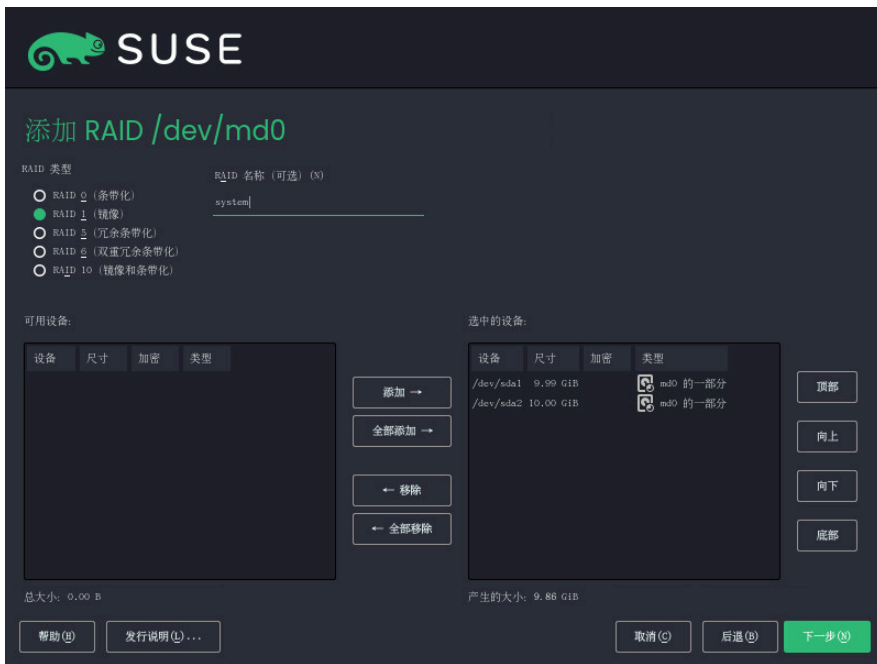 SUSE
添加 RAID /dev/md0
RAID 类型
RAID 0（条带化）
RAID 1（镜像）
RAID 5（冗余条带化）
RAID 6（双重冗余条带化）
RAID 10（镜像和条带化）
RAID 名称（可选）(X)
system
可用设备:
设备 尺寸 加密 类型
总大小: 0.00 B
添加 →
全部添加 →
← 移除
← 全部移除
选中的设备:
设备 尺寸 加密 类型
/dev/sda1 9.99 GiB md0 的一部分
/dev/sda2 10.00 GiB md0 的一部分
产生的大小: 9.86 GiB
顶部
向上
向下
底部
帮助(H)
发行说明(L)...
取消(C)
后退(B)
下一步(N)